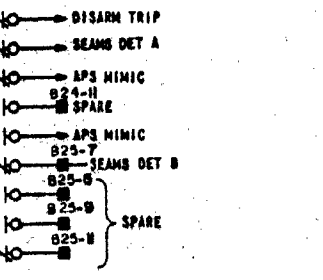 DISARM TRIP
SEAMS DET A
APS MIMIC
B24-11
SPARE
APS MIMIC
B25-7
SEAMS DET B
B25-8
B25-9
SPARE
B25-11